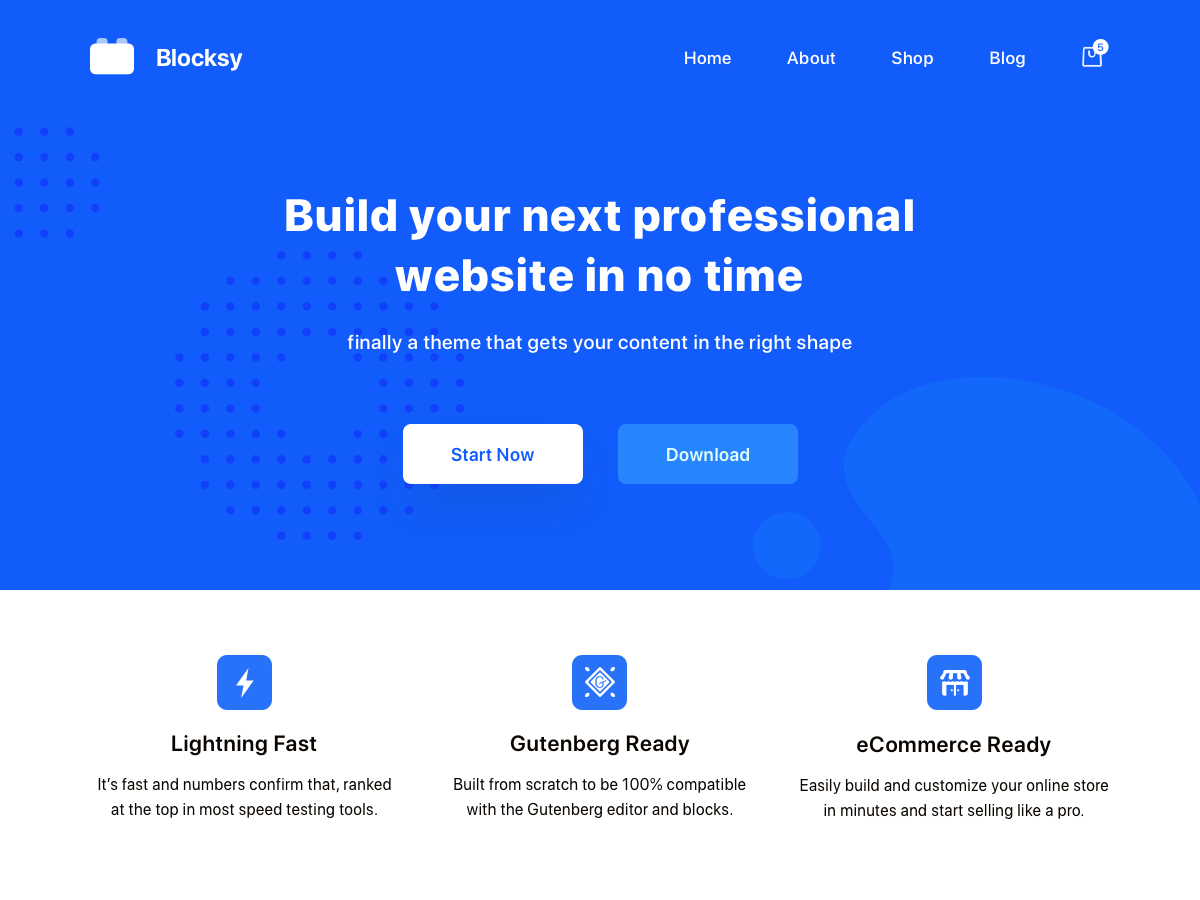 Blocksy
Home
About
Shop
Blog
5
Build your next professional
website in no time
finally a theme that gets your content in the right shape
Start Now
Download
G
Lightning Fast
It’s fast and numbers confirm that, ranked
at the top in most speed testing tools.
Gutenberg Ready
Built from scratch to be 100% compatible
with the Gutenberg editor and blocks.
eCommerce Ready
Easily build and customize your online store
in minutes and start selling like a pro.